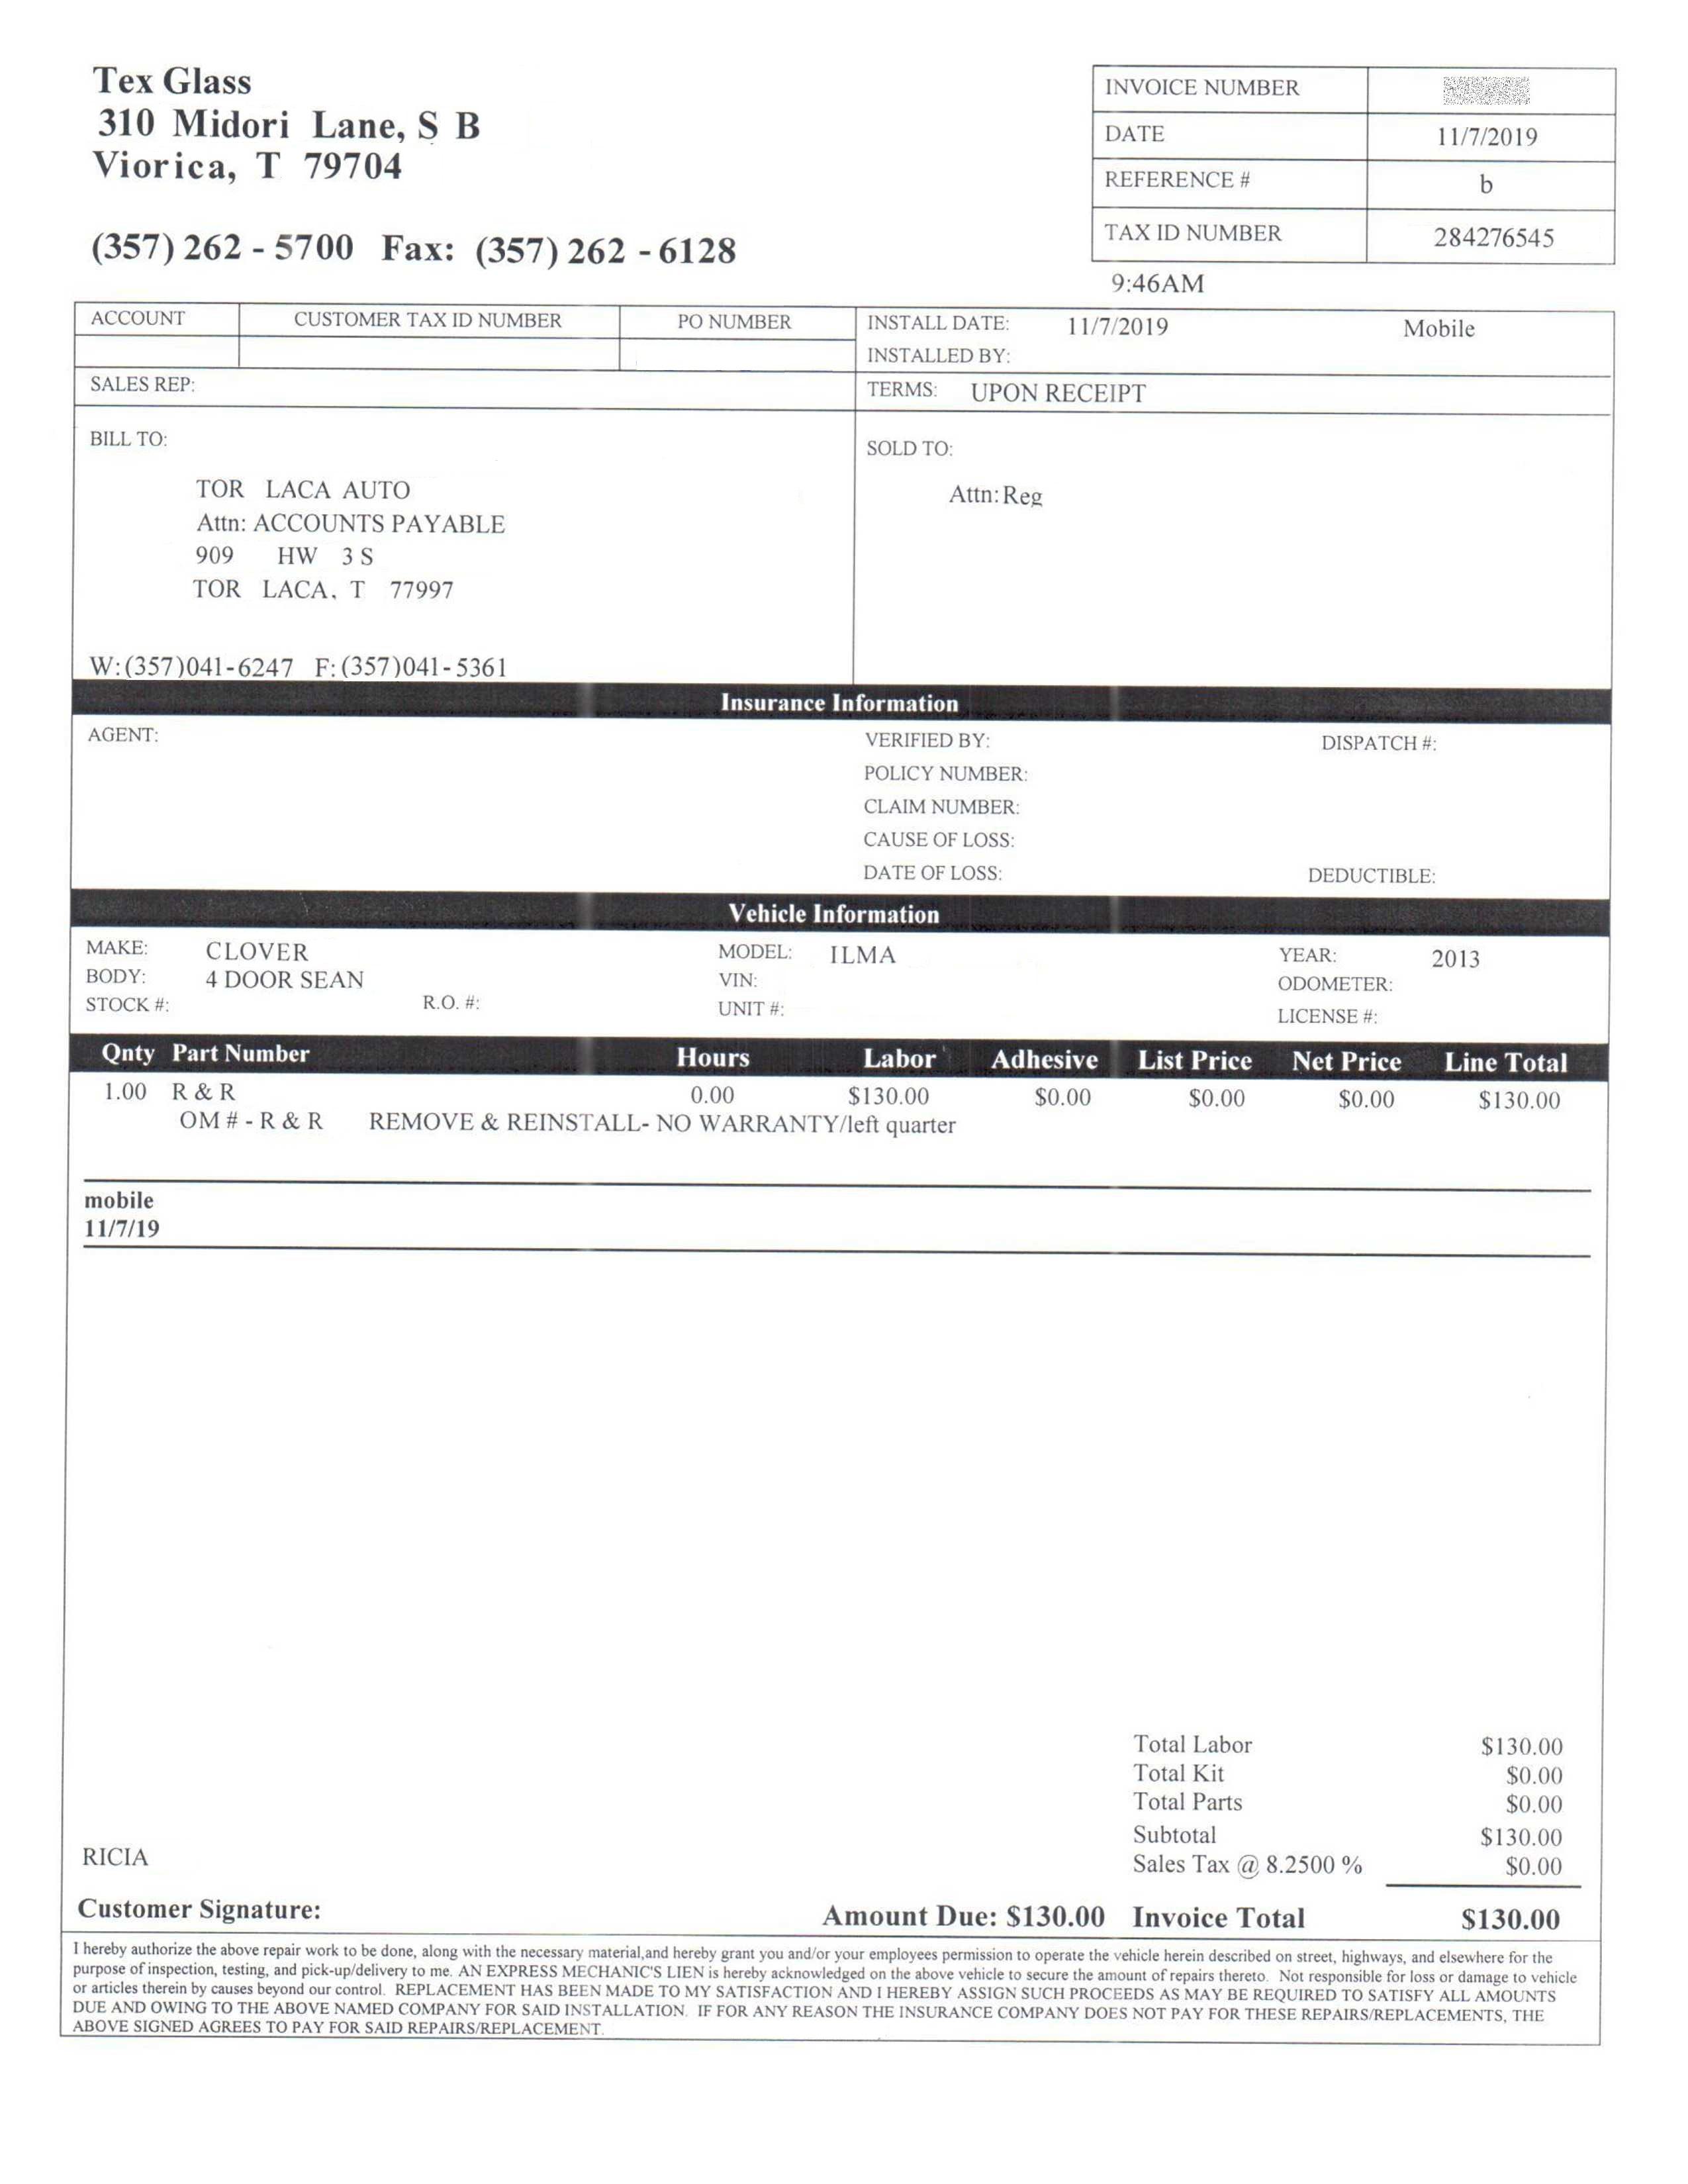 Tex Glass
310 Midori Lane, S B
Viorica, T 79704
(357) 262 - 5700 Fax: (357) 262 - 6128
INVOICE NUMBER
DATE 11/7/2019
REFERENCE # b
TAX ID NUMBER 284276545
9:46AM
ACCOUNT CUSTOMER TAX ID NUMBER PO NUMBER
INSTALL DATE: 11/7/2019 Mobile
INSTALLED BY:
SALES REP:
TERMS: UPON RECEIPT
BILL TO:
TOR LACA AUTO
Attn: ACCOUNTS PAYABLE
909 HW 3 S
TOR LACA, T 77997
W:(357)041-6247 F:(357)041-5361
SOLD TO:
Attn: Reg
Insurance Information
AGENT:
VERIFIED BY: DISPATCH #:
POLICY NUMBER:
CLAIM NUMBER:
CAUSE OF LOSS:
DATE OF LOSS: DEDUCTIBLE:
Vehicle Information
MAKE: CLOVER MODEL: ILMA YEAR: 2013
BODY: 4 DOOR SEAN VIN: ODOMETER:
STOCK #: R.O. #: UNIT #: LICENSE #:
Qnty Part Number Hours Labor Adhesive List Price Net Price Line Total
1.00 R & R 0.00 $130.00 $0.00 $0.00 $0.00 $130.00
OM # - R & R REMOVE & REINSTALL- NO WARRANTY/left quarter
mobile
11/7/19
Total Labor $130.00
Total Kit $0.00
Total Parts $0.00
Subtotal $130.00
RICIA Sales Tax @ 8.2500 % $0.00
Customer Signature: Amount Due: $130.00 Invoice Total $130.00
I hereby authorize the above repair work to be done, along with the necessary material,and hereby grant you and/or your employees permission to operate the vehicle herein described on street, highways, and elsewhere for the
purpose of inspection, testing, and pick-up/delivery to me. AN EXPRESS MECHANIC'S LIEN is hereby acknowledged on the above vehicle to secure the amount of repairs thereto. Not responsible for loss or damage to vehicle
or articles therein by causes beyond our control. REPLACEMENT HAS BEEN MADE TO MY SATISFACTION AND I HEREBY ASSIGN SUCH PROCEEDS AS MAY BE REQUIRED TO SATISFY ALL AMOUNTS
DUE AND OWING TO THE ABOVE NAMED COMPANY FOR SAID INSTALLATION. IF FOR ANY REASON THE INSURANCE COMPANY DOES NOT PAY FOR THESE REPAIRS/REPLACEMENTS, THE
ABOVE SIGNED AGREES TO PAY FOR SAID REPAIRS/REPLACEMENT.